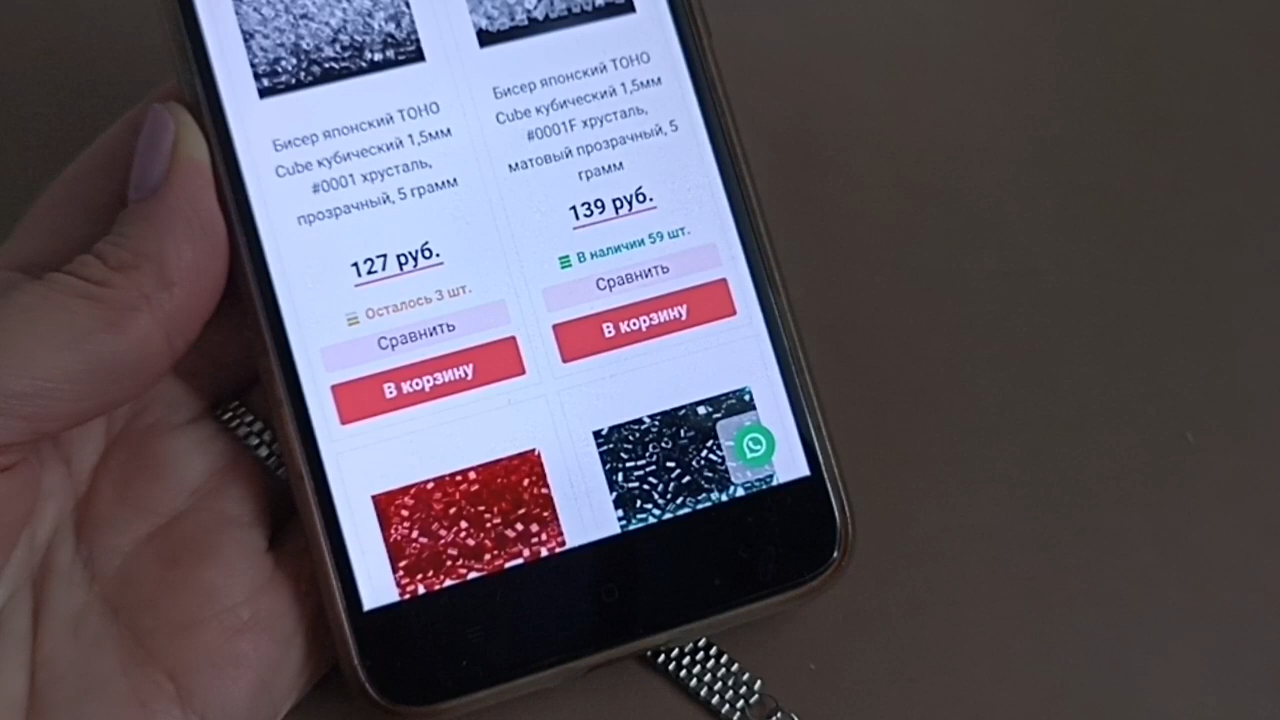 Бисер японский TOHO
Cube кубический 1,5мм
#0001 хрусталь,
прозрачный, 5 грамм
127 руб.
Осталось 3 шт.
Сравнить
В корзину
Бисер японский TOHO
Cube кубический 1,5мм
#0001F хрусталь,
матовый прозрачный, 5
грамм
139 руб.
В наличии 59 шт.
Сравнить
В корзину